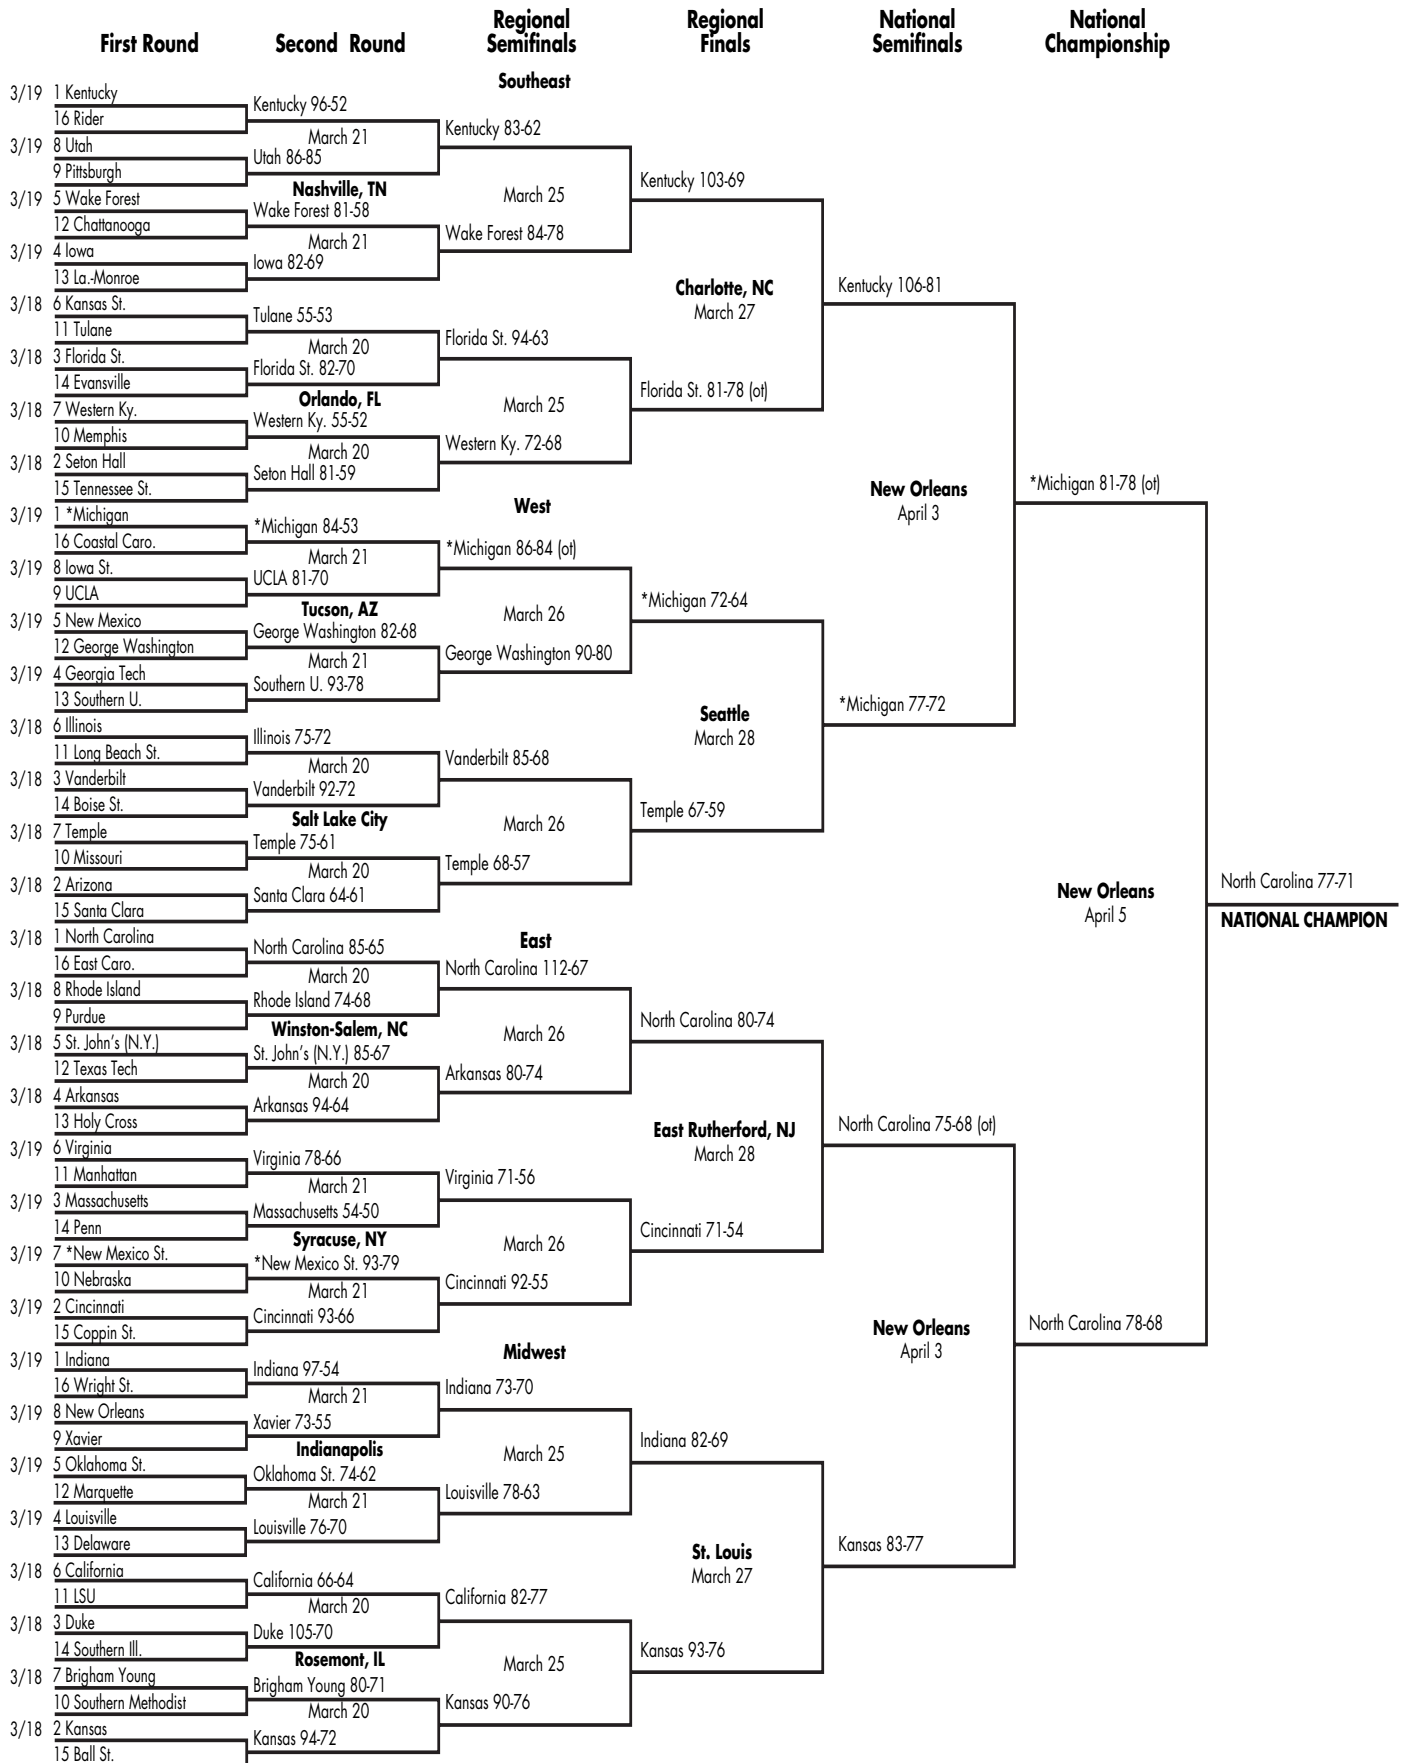 First Round
Second Round
Regional
Semifinals
Regional
Finals
National
Semifinals
National
Championship
Southeast
3/19 1 Kentucky
16 Rider
3/19 8 Utah
9 Pittsburgh
3/19 5 Wake Forest
12 Chattanooga
3/19 4 Iowa
13 La.-Monroe
3/18 6 Kansas St.
11 Tulane
3/18 3 Florida St.
14 Evansville
3/18 7 Western Ky.
10 Memphis
3/18 2 Seton Hall
15 Tennessee St.
Kentucky 96-52
March 21
Utah 86-85
Nashville, TN
Wake Forest 81-58
March 21
Iowa 82-69
Tulane 55-53
March 20
Florida St. 82-70
Orlando, FL
Western Ky. 55-52
March 20
Seton Hall 81-59
Kentucky 83-62
March 25
Wake Forest 84-78
Florida St. 94-63
March 25
Western Ky. 72-68
Kentucky 103-69
Charlotte, NC
March 27
Florida St. 81-78 (ot)
Kentucky 106-81
West
3/19 1 *Michigan
16 Coastal Caro.
3/19 8 Iowa St.
9 UCLA
3/19 5 New Mexico
12 George Washington
3/19 4 Georgia Tech
13 Southern U.
3/18 6 Illinois
11 Long Beach St.
3/18 3 Vanderbilt
14 Boise St.
3/18 7 Temple
10 Missouri
3/18 2 Arizona
15 Santa Clara
*Michigan 84-53
March 21
UCLA 81-70
Tucson, AZ
George Washington 82-68
March 21
Southern U. 93-78
Illinois 75-72
March 20
Vanderbilt 92-72
Salt Lake City
Temple 75-61
March 20
Santa Clara 64-61
*Michigan 86-84 (ot)
March 26
George Washington 90-80
Vanderbilt 85-68
March 26
Temple 68-57
*Michigan 72-64
Seattle
March 28
Temple 67-59
*Michigan 77-72
New Orleans
April 3
*Michigan 81-78 (ot)
East
3/18 1 North Carolina
16 East Caro.
3/18 8 Rhode Island
9 Purdue
3/18 5 St. John's (N.Y.)
12 Texas Tech
3/18 4 Arkansas
13 Holy Cross
3/19 6 Virginia
11 Manhattan
3/19 3 Massachusetts
14 Penn
3/19 7 *New Mexico St.
10 Nebraska
3/19 2 Cincinnati
15 Coppin St.
North Carolina 85-65
March 20
Rhode Island 74-68
Winston-Salem, NC
St. John's (N.Y.) 85-67
March 20
Arkansas 94-64
Virginia 78-66
March 21
Massachusetts 54-50
Syracuse, NY
*New Mexico St. 93-79
March 21
Cincinnati 93-66
North Carolina 112-67
March 26
Arkansas 80-74
Virginia 71-56
March 26
Cincinnati 92-55
North Carolina 80-74
East Rutherford, NJ
March 28
Cincinnati 71-54
North Carolina 75-68 (ot)
Midwest
3/19 1 Indiana
16 Wright St.
3/19 8 New Orleans
9 Xavier
3/19 5 Oklahoma St.
12 Marquette
3/19 4 Louisville
13 Delaware
3/18 6 California
11 LSU
3/18 3 Duke
14 Southern Ill.
3/18 7 Brigham Young
10 Southern Methodist
3/18 2 Kansas
15 Ball St.
Indiana 97-54
March 21
Xavier 73-55
Indianapolis
Oklahoma St. 74-62
March 21
Louisville 76-70
California 66-64
March 20
Duke 105-70
Rosemont, IL
Brigham Young 80-71
March 20
Kansas 94-72
Indiana 73-70
March 25
Louisville 78-63
California 82-77
March 25
Kansas 90-76
Indiana 82-69
St. Louis
March 27
Kansas 93-76
Kansas 83-77
New Orleans
April 3
North Carolina 78-68
New Orleans
April 5
North Carolina 77-71
NATIONAL CHAMPION